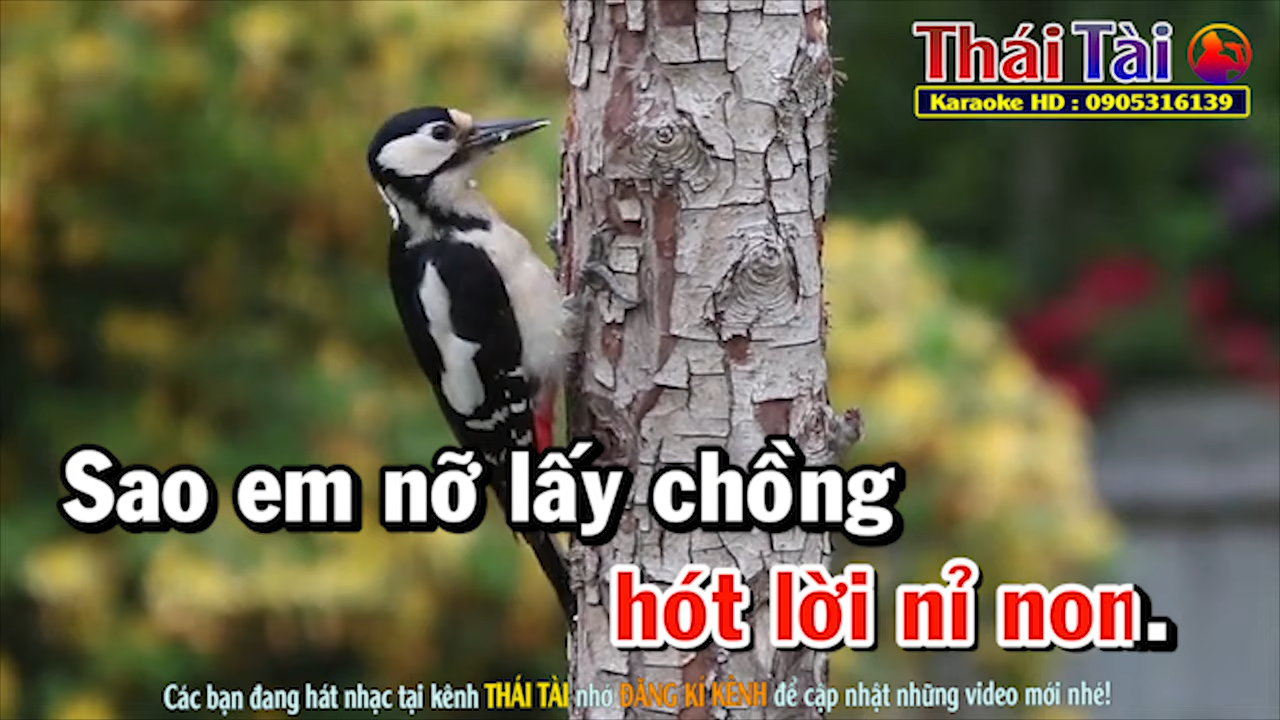 Thái Tài
Karaoke HD : 0905316139
Sao em nỡ lấy chồng
hót lời nỉ non.
Các bạn đang hát nhạc tại kênh THÁI TÀI nhớ ĐĂNG KÍ KÊNH để cập nhật những video mới nhé!